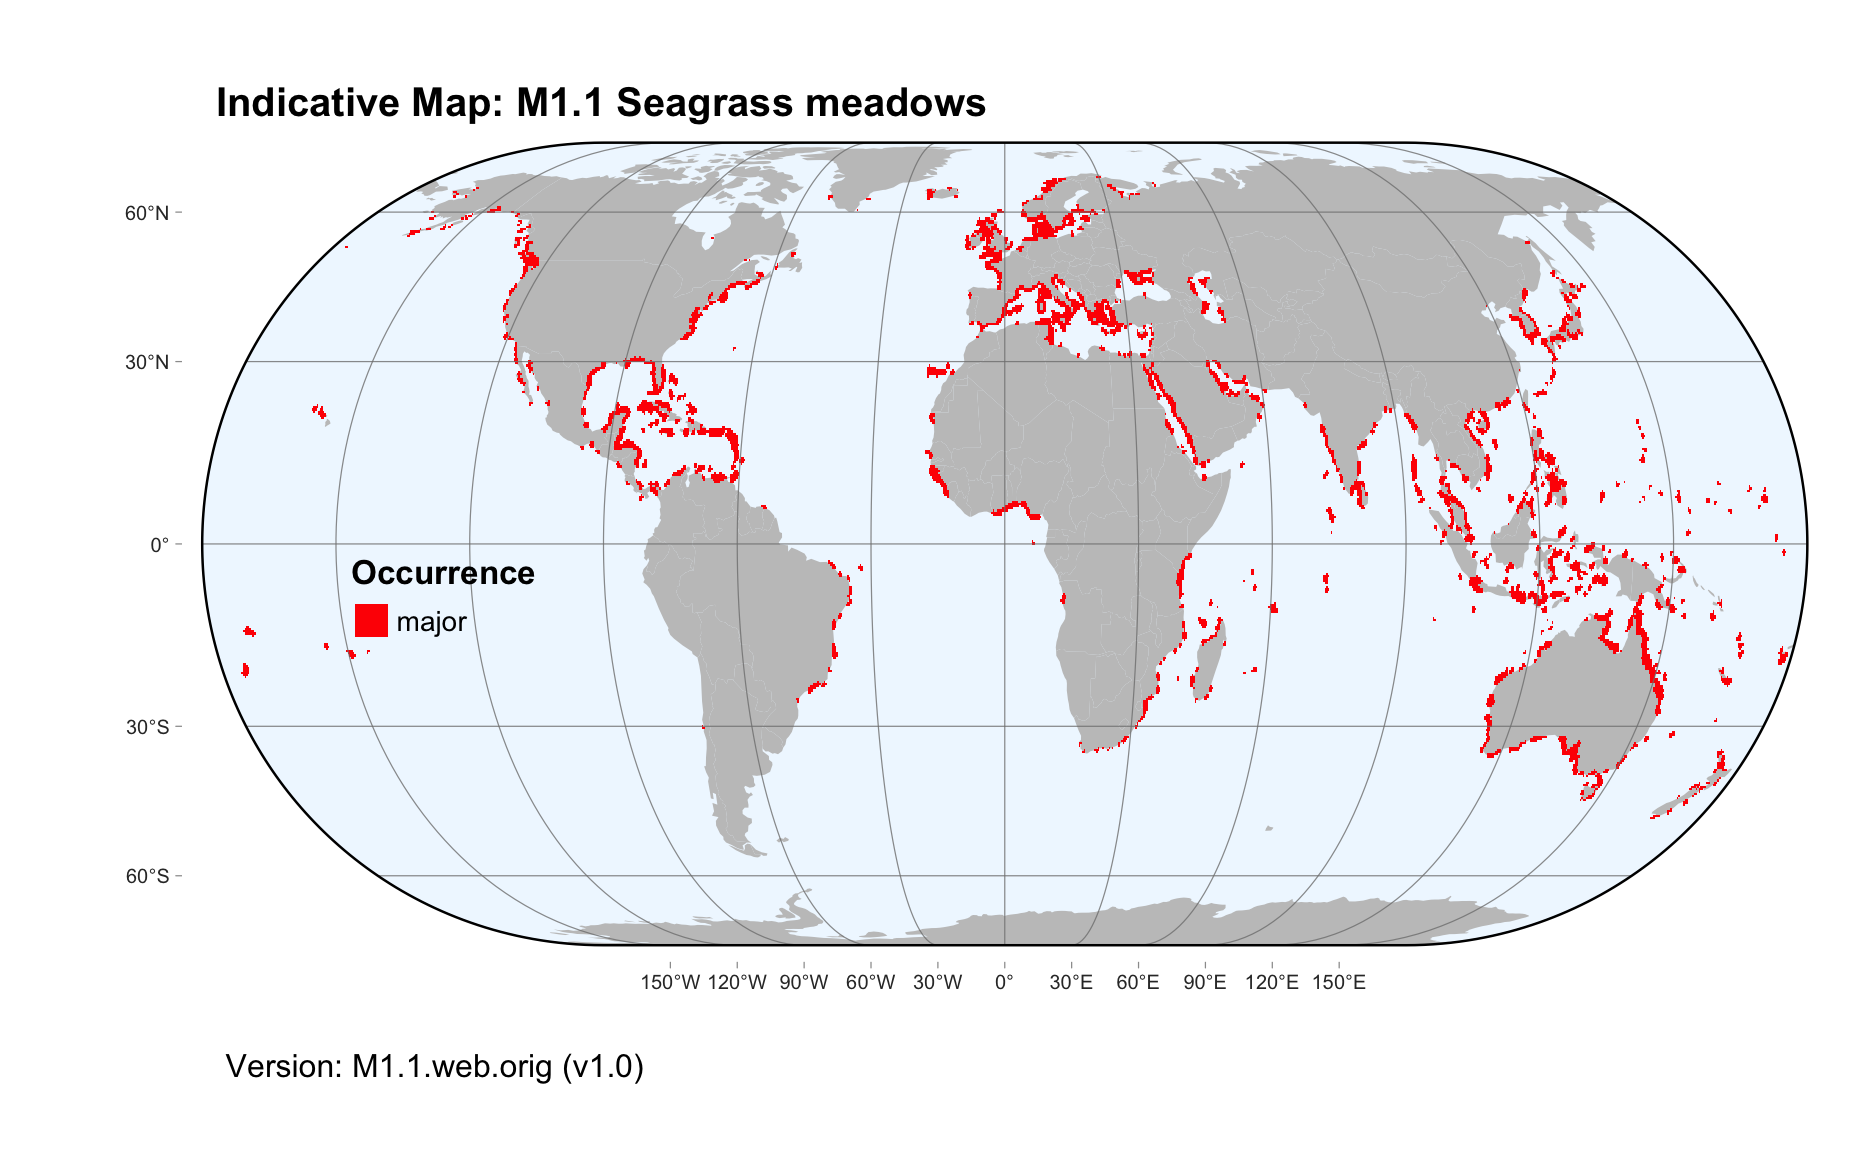 Indicative Map: M1.1 Seagrass meadows
60°N
30°N
0°
30°S
60°S
Occurrence
major
150°W 120°W 90°W 60°W 30°W 0° 30°E 60°E 90°E 120°E 150°E
Version: M1.1.web.orig (v1.0)